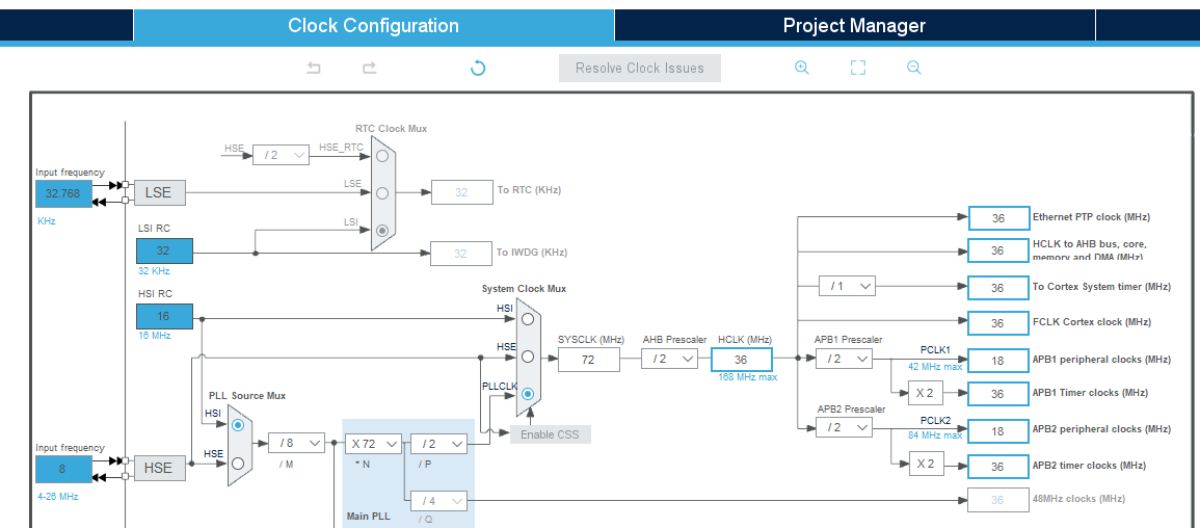 Clock Configuration
Project Manager
Resolve Clock Issues
RTC Clock Mux
HSE
/ 2
HSE_RTC
Input frequency
32.768
KHz
LSE
LSE
32
To RTC (KHz)
LSI RC
32
32 KHz
LSI
32
To IWDG (KHz)
HSI RC
16
16 MHz
System Clock Mux
HSI
HSE
PLLCLK
SYSCLK (MHz)
72
AHB Prescaler
/ 2
HCLK (MHz)
36
168 MHz max
36
Ethernet PTP clock (MHz)
36
HCLK to AHB bus, core,
memory and DMA (MHz)
/ 1
36
To Cortex System timer (MHz)
36
FCLK Cortex clock (MHz)
APB1 Prescaler
/ 2
PCLK1
42 MHz max
18
APB1 peripheral clocks (MHz)
X 2
36
APB1 Timer clocks (MHz)
APB2 Prescaler
/ 2
PCLK2
84 MHz max
18
APB2 peripheral clocks (MHz)
X 2
36
APB2 timer clocks (MHz)
36
48MHz clocks (MHz)
Enable CSS
PLL Source Mux
HSI
HSE
Input frequency
8
4-26 MHz
HSE
/ 8
/ M
X 72
* N
/ 2
/ P
/ 4
/ Q
Main PLL